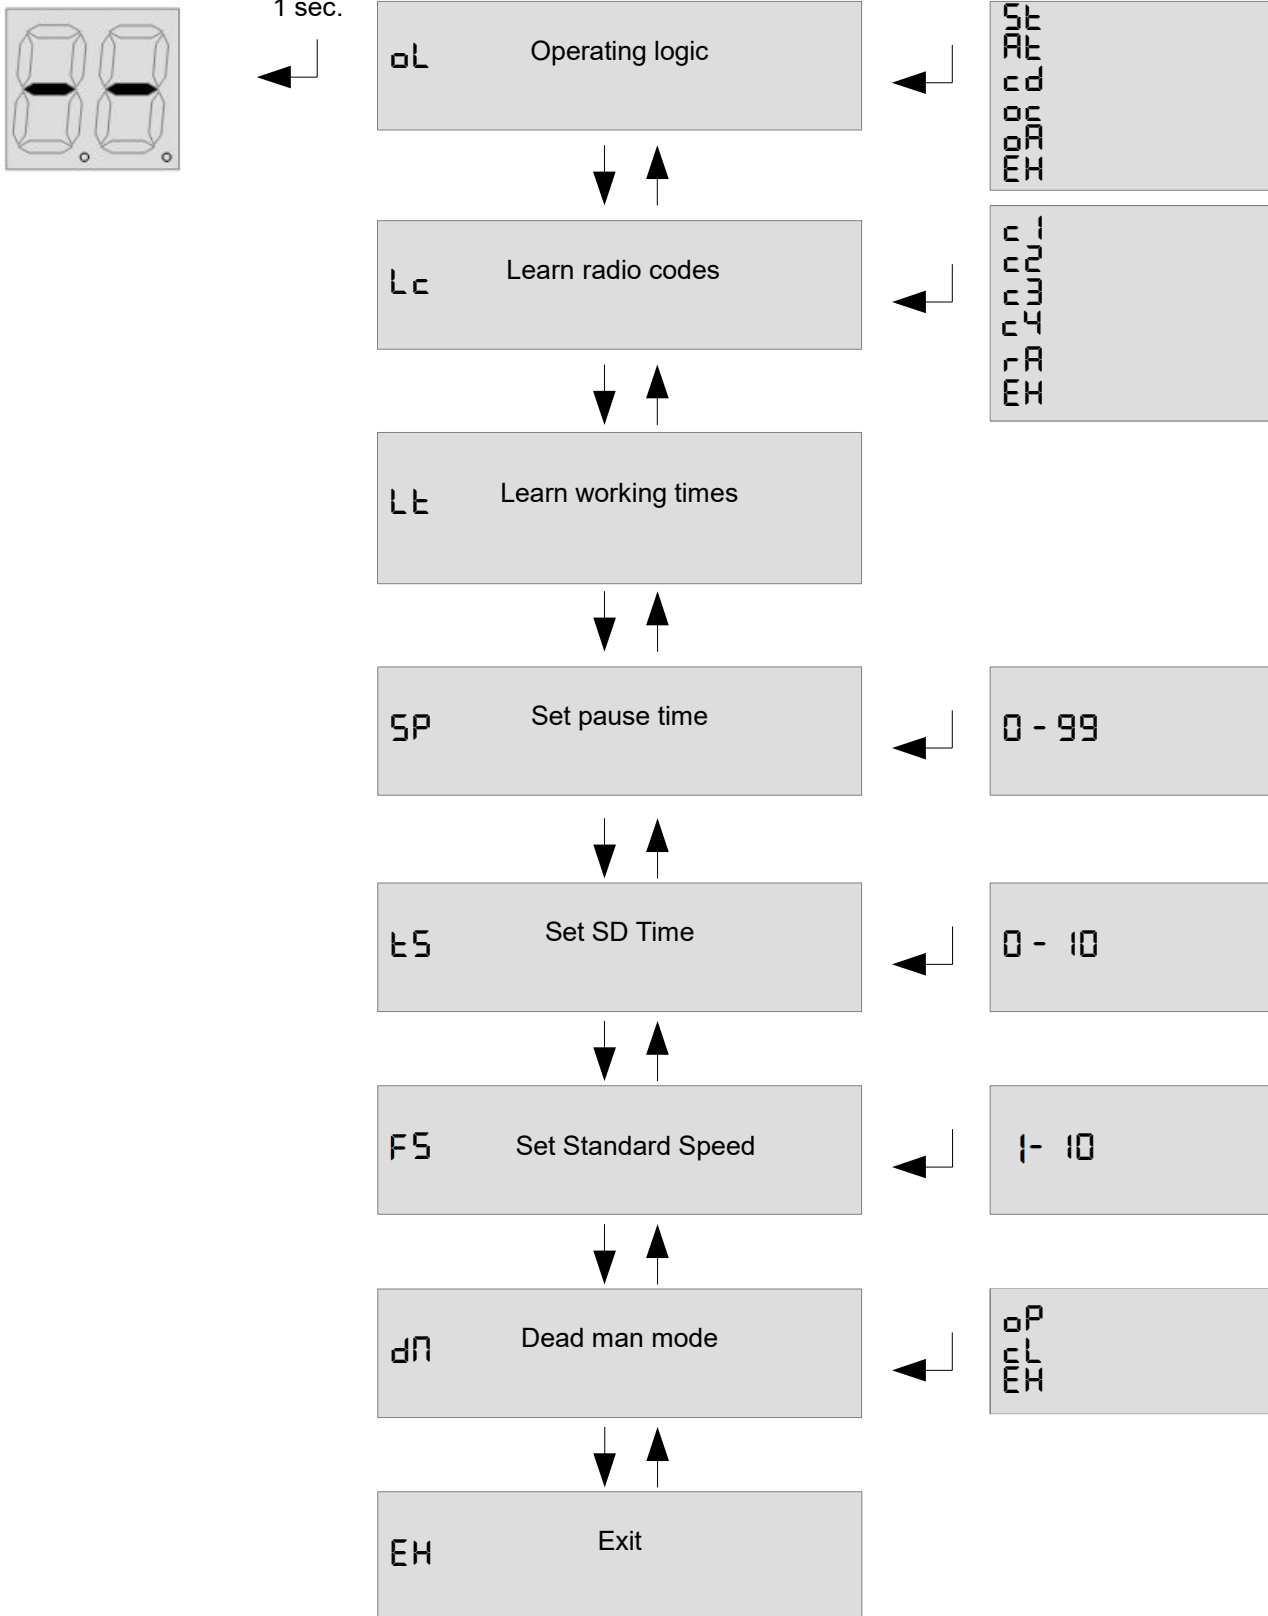 1 sec.
oL Operating logic
St
At
cd
oc
oA
EH
Lc Learn radio codes
c1
c2
c3
c4
rA
EH
Lt Learn working times
SP Set pause time
0 - 99
tS Set SD Time
0 - 10
FS Set Standard Speed
1 - 10
dM Dead man mode
oP
cL
EH
EH Exit